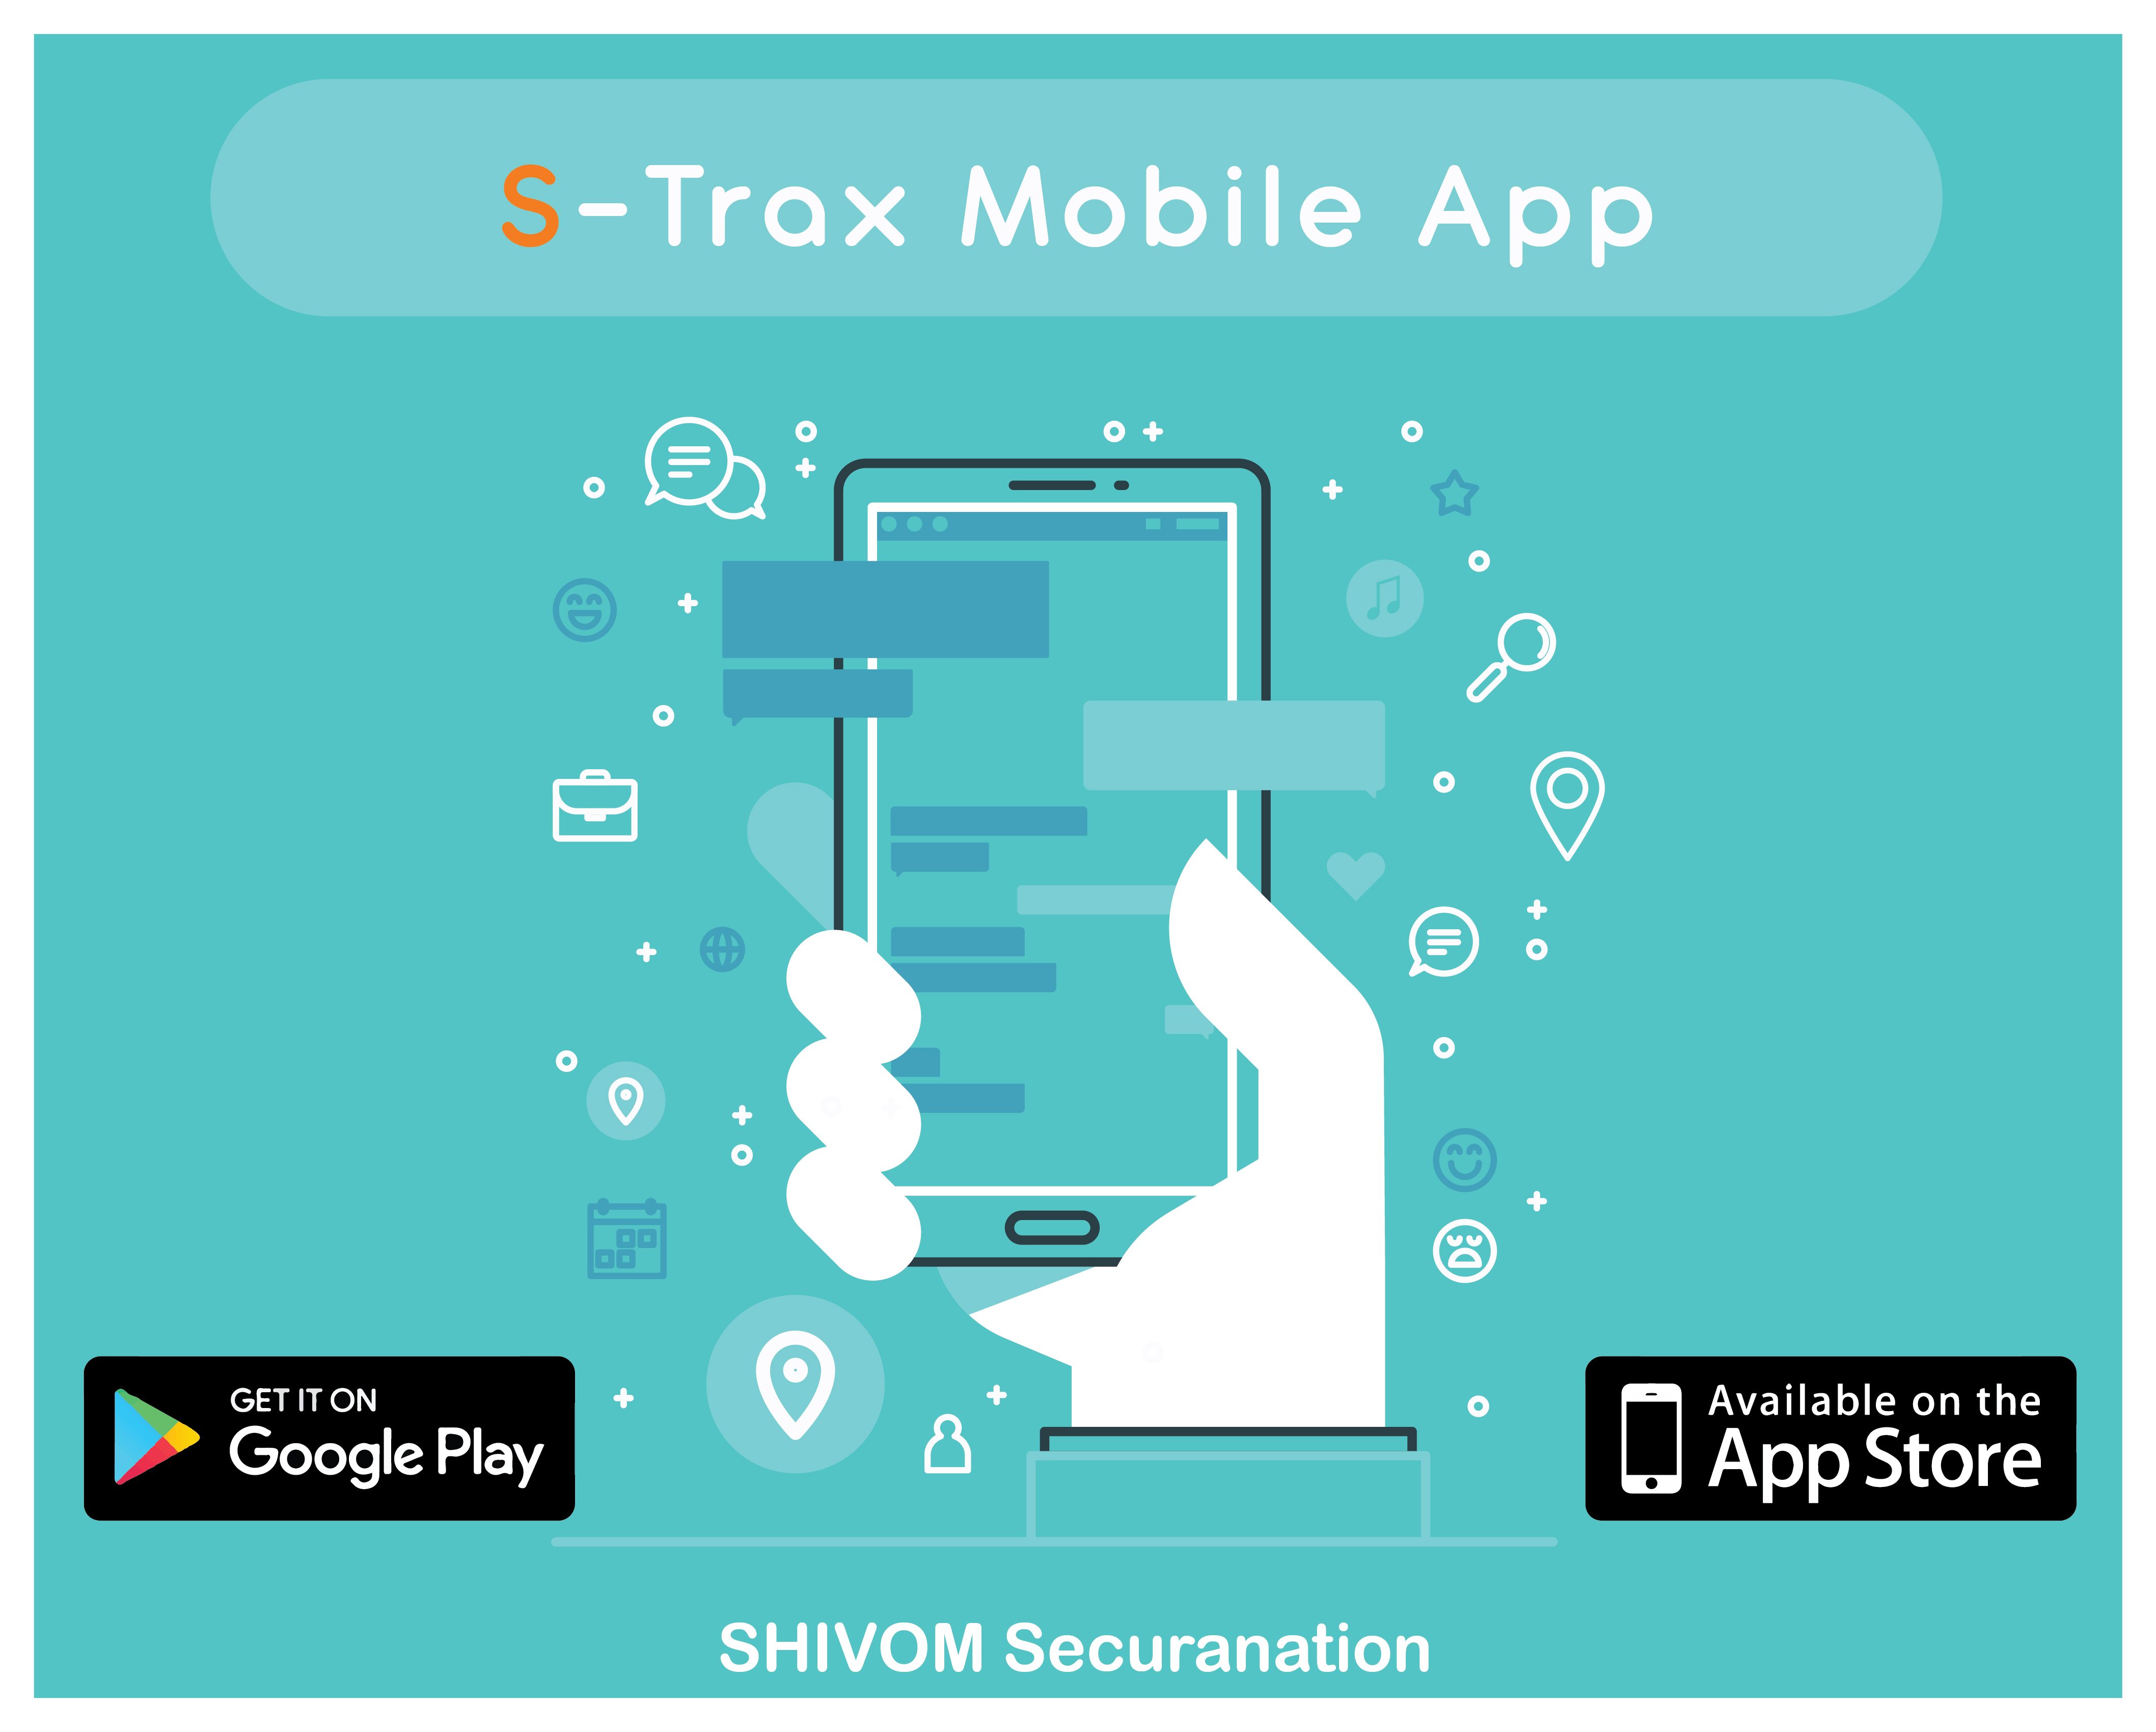 S-Trax Mobile App
GET IT ON
Google Play
Available on the
App Store
SHIVOM Securanation